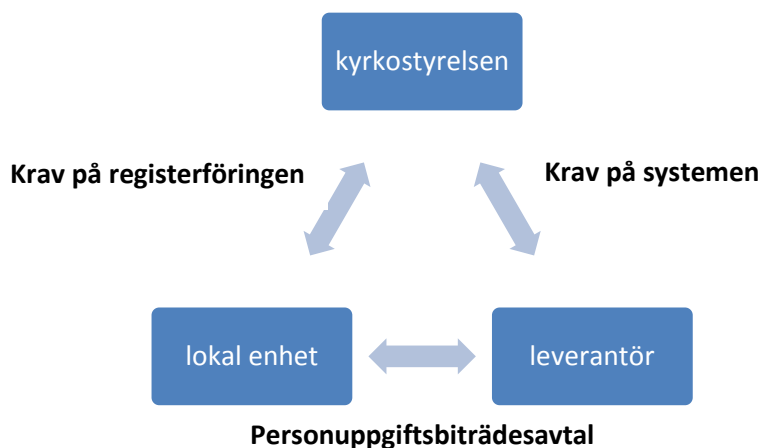 kyrkostyrelsen
Krav på registerföringen
Krav på systemen
lokal enhet
leverantör
Personuppgiftsbiträdesavtal